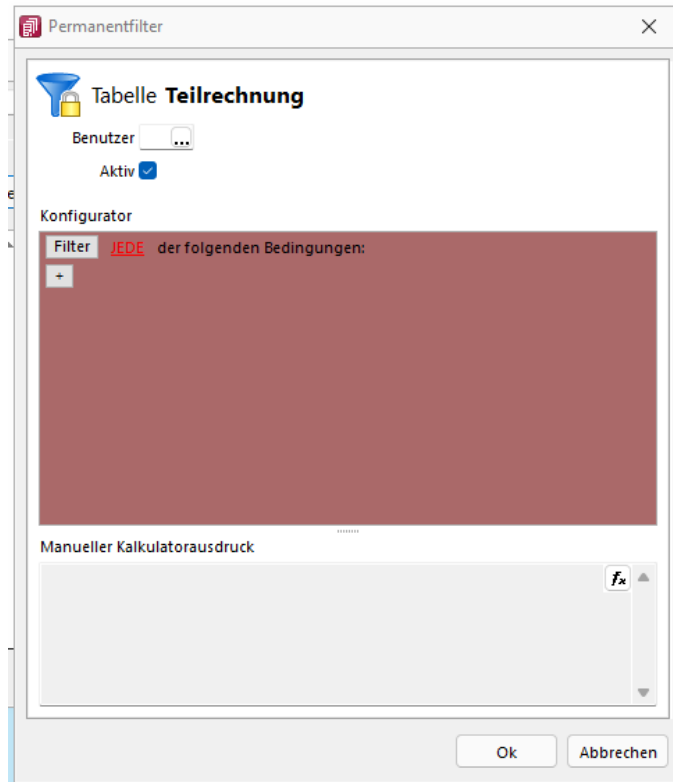 Permanentfilter
Tabelle Teilrechnung
Benutzer ...
Aktiv
e
Konfigurator
Filter JEDE der folgenden Bedingungen:
+
Manueller Kalkulatorausdruck
fx
Ok Abbrechen